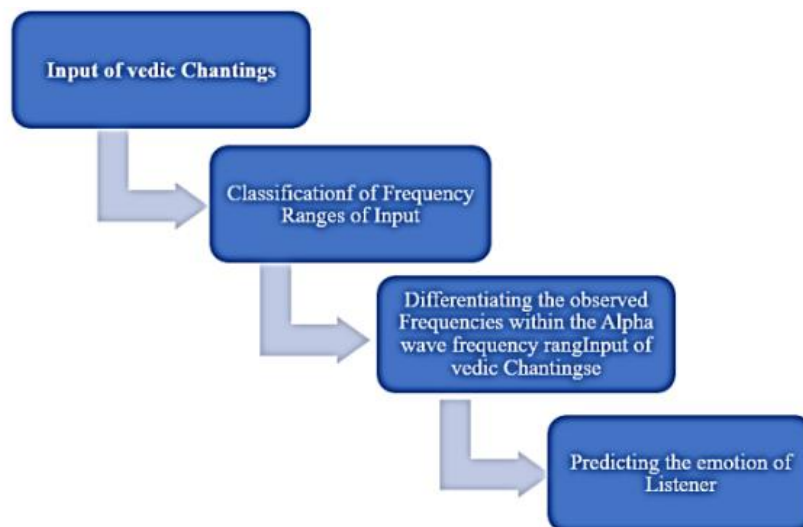 Input of vedic Chantings
Classificationf of Frequency
Ranges of Input
Differentiating the observed
Frequencies within the Alpha
wave frequency rangInput of
vedic Chantingse
Predicting the emotion of
Listener